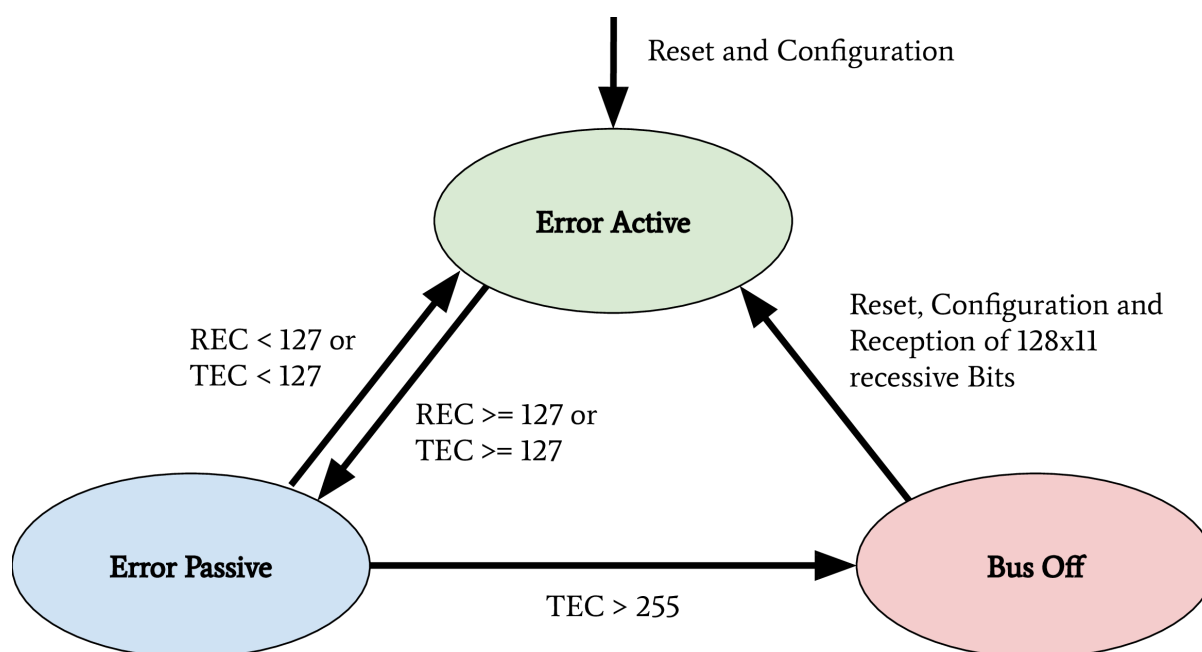 Reset and Configuration
Error Active
REC < 127 or
TEC < 127
Reset, Configuration and
Reception of 128x11
recessive Bits
REC >= 127 or
TEC >= 127
Error Passive
Bus Off
TEC > 255